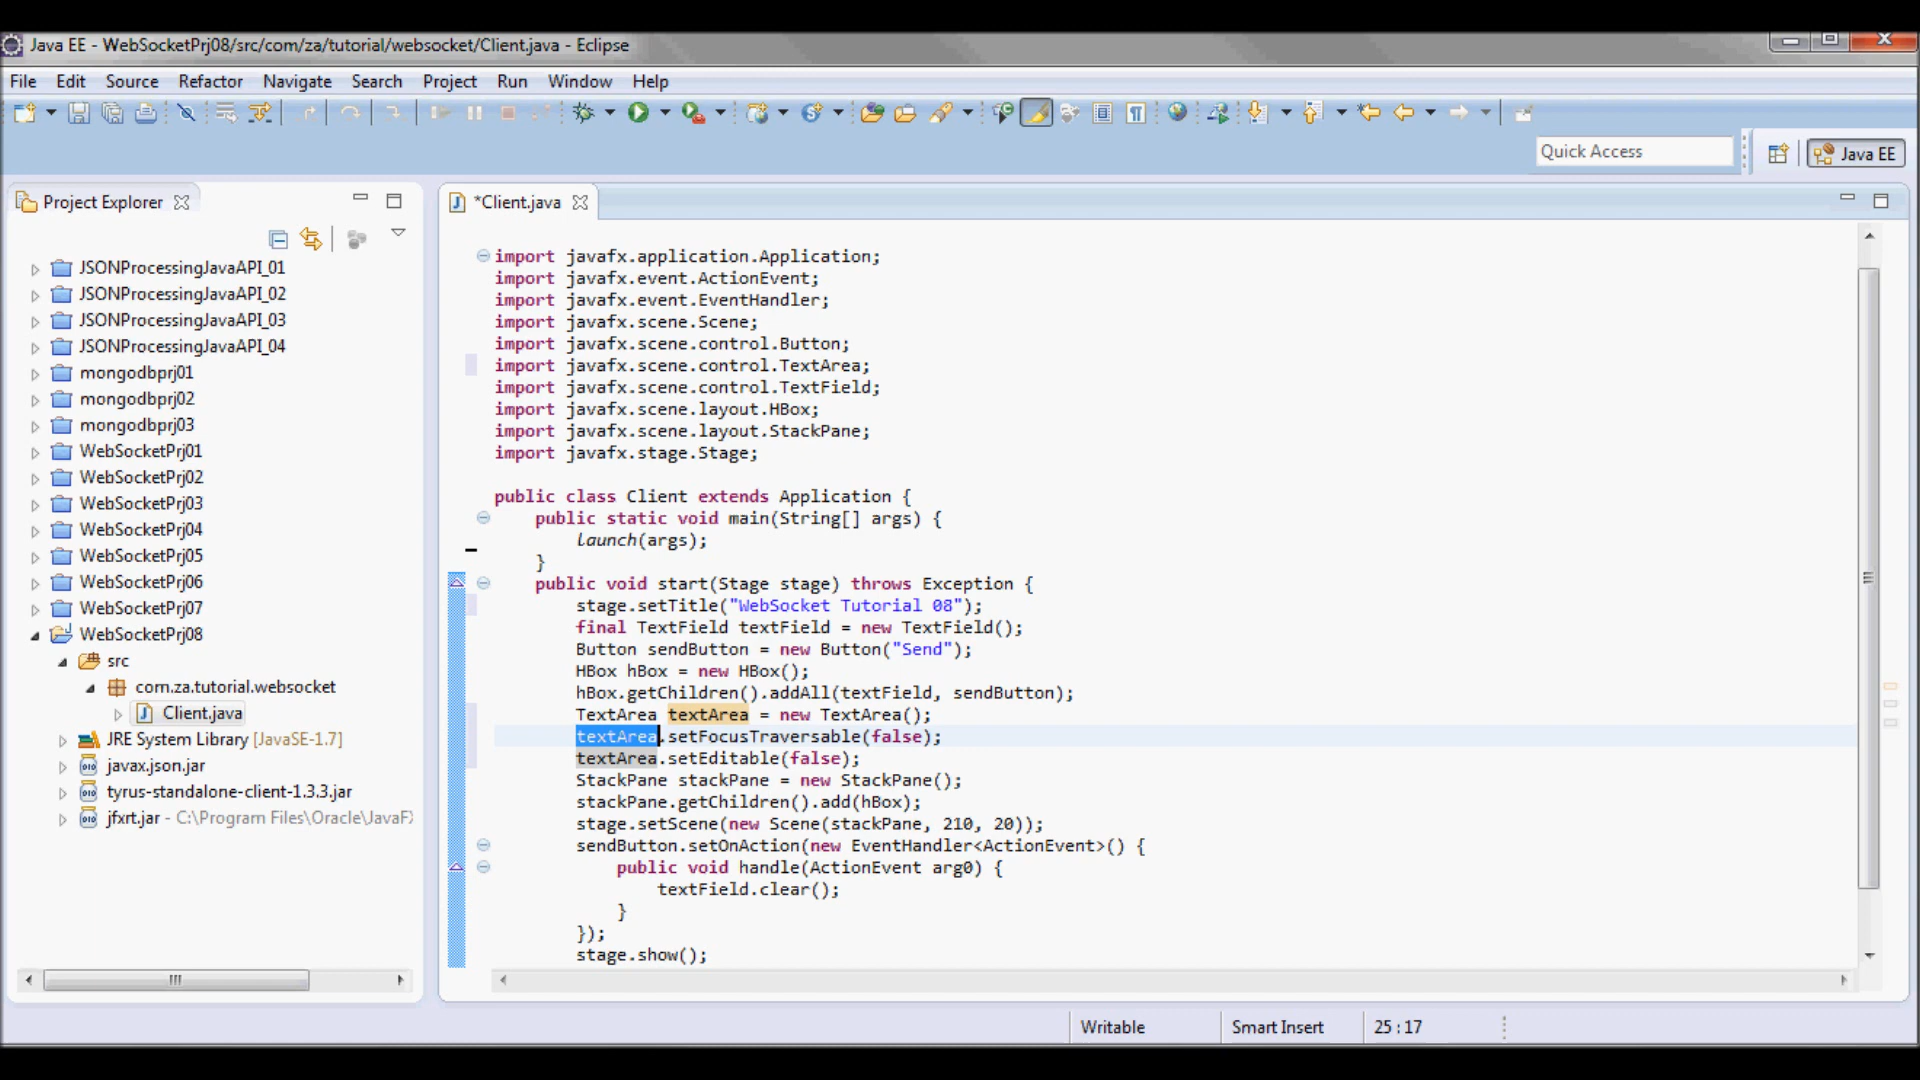 Java EE - WebSocketPrj08/src/com/za/tutorial/websocket/Client.java - Eclipse
File Edit Source Refactor Navigate Search Project Run Window Help
Quick Access
Java EE
Project Explorer
JSONProcessingJavaAPI_01
JSONProcessingJavaAPI_02
JSONProcessingJavaAPI_03
JSONProcessingJavaAPI_04
mongodbprj01
mongodbprj02
mongodbprj03
WebSocketPrj01
WebSocketPrj02
WebSocketPrj03
WebSocketPrj04
WebSocketPrj05
WebSocketPrj06
WebSocketPrj07
WebSocketPrj08
src
com.za.tutorial.websocket
Client.java
JRE System Library [JavaSE-1.7]
javax.json.jar
tyrus-standalone-client-1.3.3.jar
jfxrt.jar - C:\Program Files\Oracle\JavaFX
*Client.java
import javafx.application.Application;
import javafx.event.ActionEvent;
import javafx.event.EventHandler;
import javafx.scene.Scene;
import javafx.scene.control.Button;
import javafx.scene.control.TextArea;
import javafx.scene.control.TextField;
import javafx.scene.layout.HBox;
import javafx.scene.layout.StackPane;
import javafx.stage.Stage;
public class Client extends Application {
public static void main(String[] args) {
launch(args);
}
public void start(Stage stage) throws Exception {
stage.setTitle("WebSocket Tutorial 08");
final TextField textField = new TextField();
Button sendButton = new Button("Send");
HBox hBox = new HBox();
hBox.getChildren().addAll(textField, sendButton);
TextArea textArea = new TextArea();
textArea.setFocusTraversable(false);
textArea.setEditable(false);
StackPane stackPane = new StackPane();
stackPane.getChildren().add(hBox);
stage.setScene(new Scene(stackPane, 210, 20));
sendButton.setOnAction(new EventHandler<ActionEvent>() {
public void handle(ActionEvent arg0) {
textField.clear();
}
});
stage.show();
Writable
Smart Insert
25 : 17